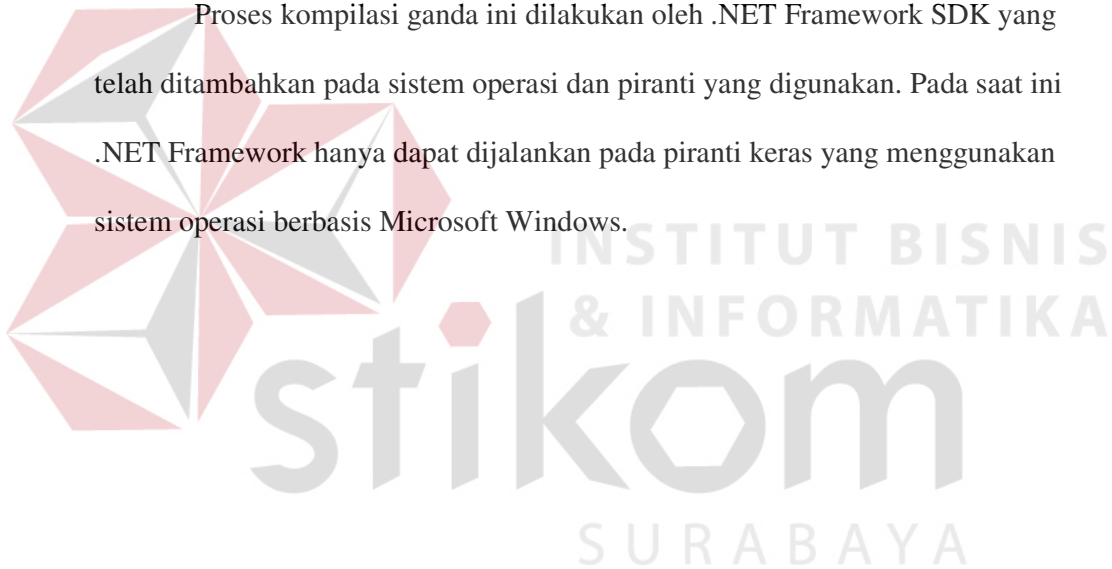 Proses kompilasi ganda ini dilakukan oleh .NET Framework SDK yang
telah ditambahkan pada sistem operasi dan piranti yang digunakan. Pada saat ini
.NET Framework hanya dapat dijalankan pada piranti keras yang menggunakan
sistem operasi berbasis Microsoft Windows.
INSTITUT BISNIS
& INFORMATIKA
stikom
SURABAYA